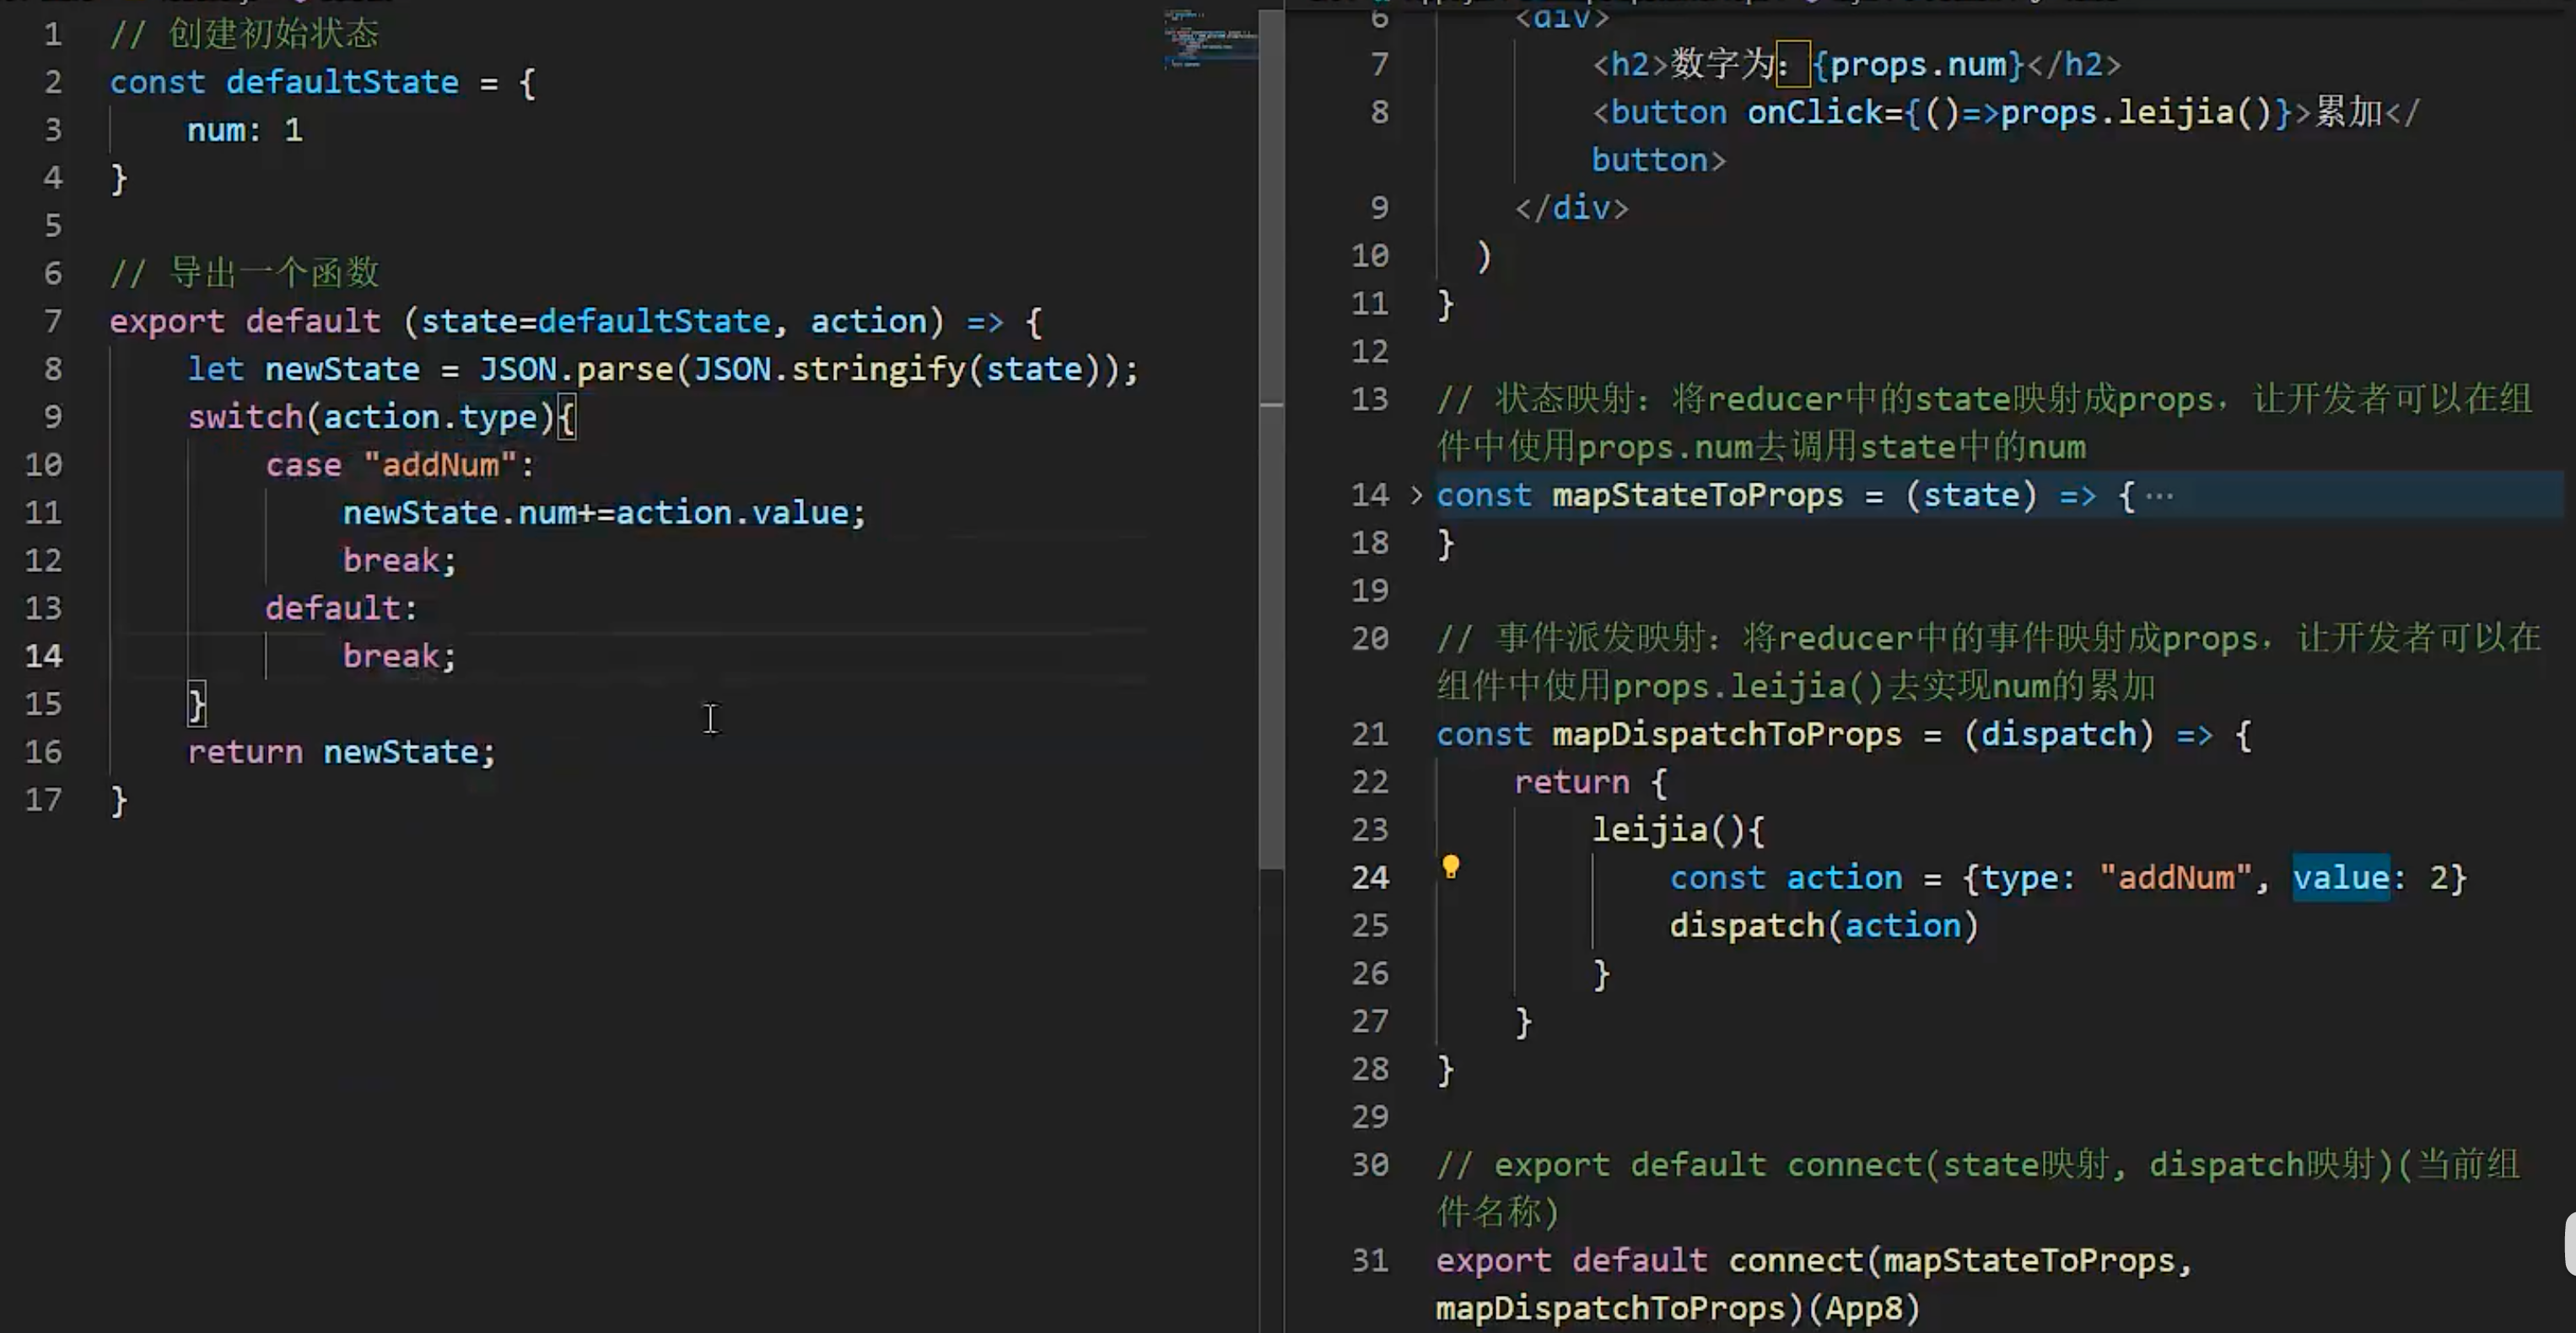 1 // 创建初始状态
2 const defaultState = {
3 num: 1
4 }
5
6 // 导出一个函数
7 export default (state=defaultState, action) => {
8 let newState = JSON.parse(JSON.stringify(state));
9 switch(action.type){
10 case "addNum":
11 newState.num+=action.value;
12 break;
13 default:
14 break;
15 }
16 return newState;
17 }
6 <div>
7 <h2>数字为：{props.num}</h2>
8 <button onClick={()=>props.leijia()}>累加</
button>
9 </div>
10 )
11 }
12
13 // 状态映射：将reducer中的state映射成props，让开发者可以在组
件中使用props.num去调用state中的num
14 const mapStateToProps = (state) => {…
18 }
19
20 // 事件派发映射：将reducer中的事件映射成props，让开发者可以在
组件中使用props.leijia()去实现num的累加
21 const mapDispatchToProps = (dispatch) => {
22 return {
23 leijia(){
24 const action = {type: "addNum", value: 2}
25 dispatch(action)
26 }
27 }
28 }
29
30 // export default connect(state映射, dispatch映射)(当前组
件名称)
31 export default connect(mapStateToProps,
mapDispatchToProps)(App8)